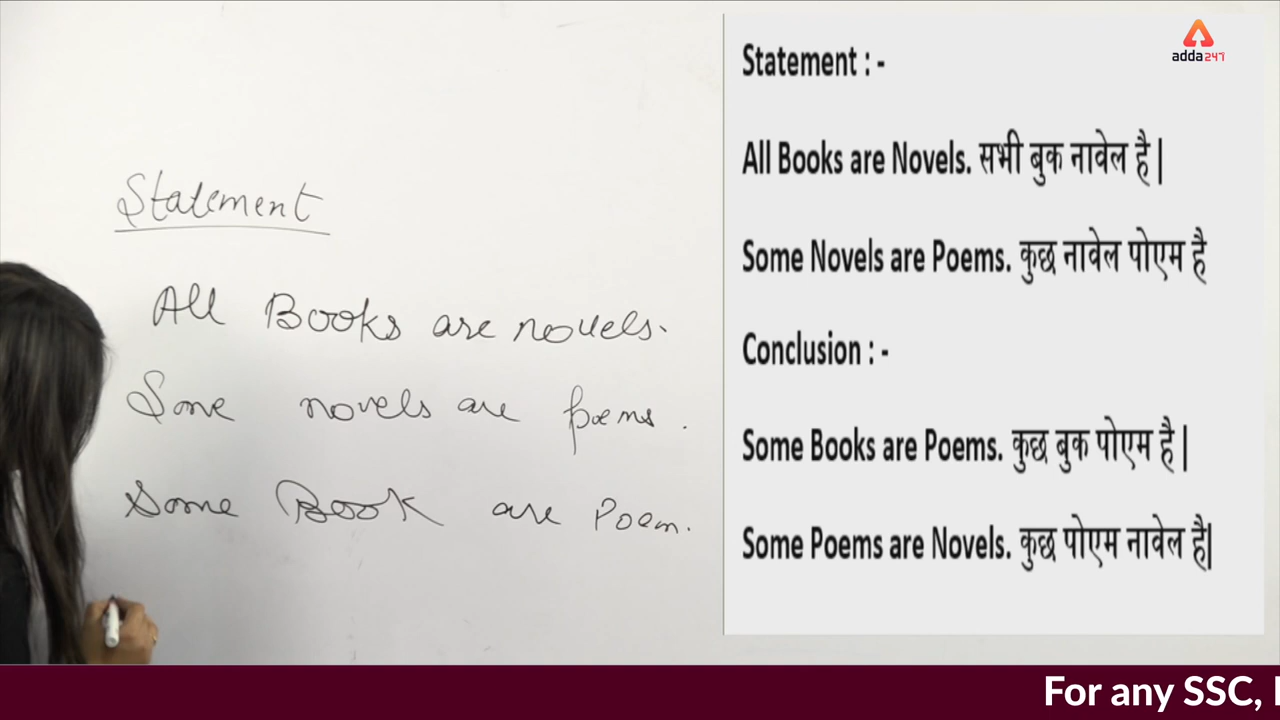 Statement
All Books are novels.
Some novels are poems.
Some Book are Poem.
adda247
Statement : -
All Books are Novels. सभी बुक नावेल है|
Some Novels are Poems. कुछ नावेल पोएम है
Conclusion : -
Some Books are Poems. कुछ बुक पोएम है|
Some Poems are Novels. कुछ पोएम नावेल है|
For any SSC,